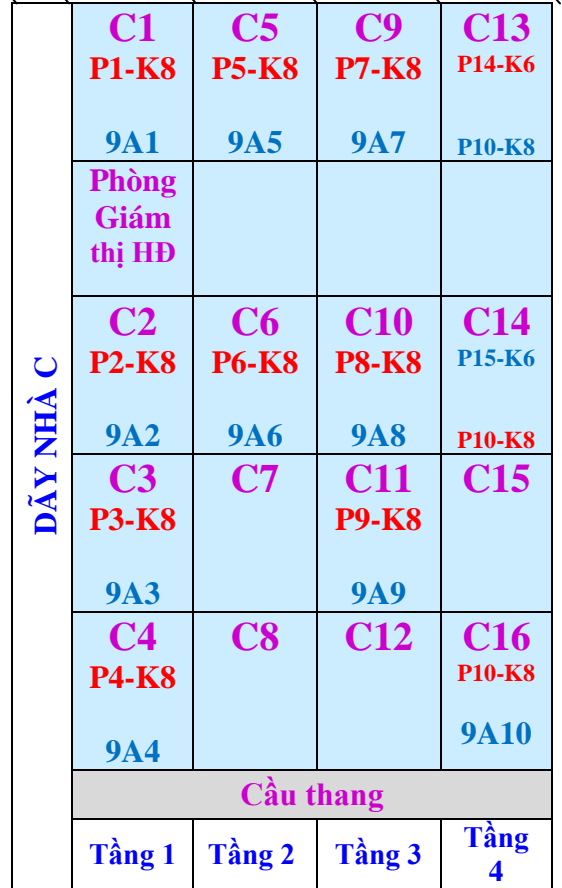 C1 C5 C9 C13
P1-K8 P5-K8 P7-K8 P14-K6
9A1 9A5 9A7 P10-K8
Phòng
Giám
thị HĐ
C2 C6 C10 C14
P2-K8 P6-K8 P8-K8 P15-K6
9A2 9A6 9A8 P10-K8
DÃY NHÀ C
C3 C7 C11 C15
P3-K8 P9-K8
9A3 9A9
C4 C8 C12 C16
P4-K8 P10-K8
9A4 9A10
Cầu thang
Tầng 1 Tầng 2 Tầng 3 Tầng
4